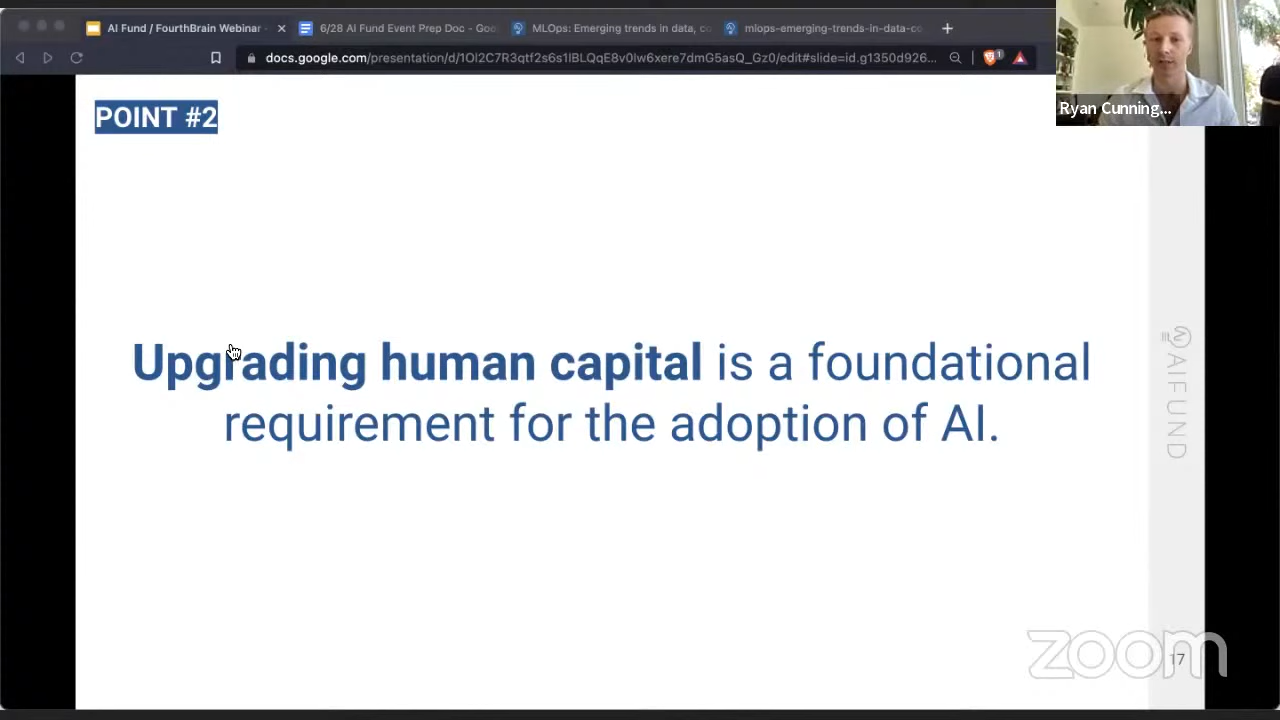 AI Fund / FourthBrain Webinar -
6/28 AI Fund Event Prep Doc - Goo
MLOps: Emerging trends in data, co
mlops-emerging-trends-in-data-co
docs.google.com/presentation/d/1OI2C7R3qtf2s6s1IBLQqE8v0Iw6xere7dmG5asQ_Gz0/edit#slide=id.g1350d926...
1
Ryan Cunning...
POINT #2
Upgrading human capital is a foundational
requirement for the adoption of AI.
AIFUND
zoom
17